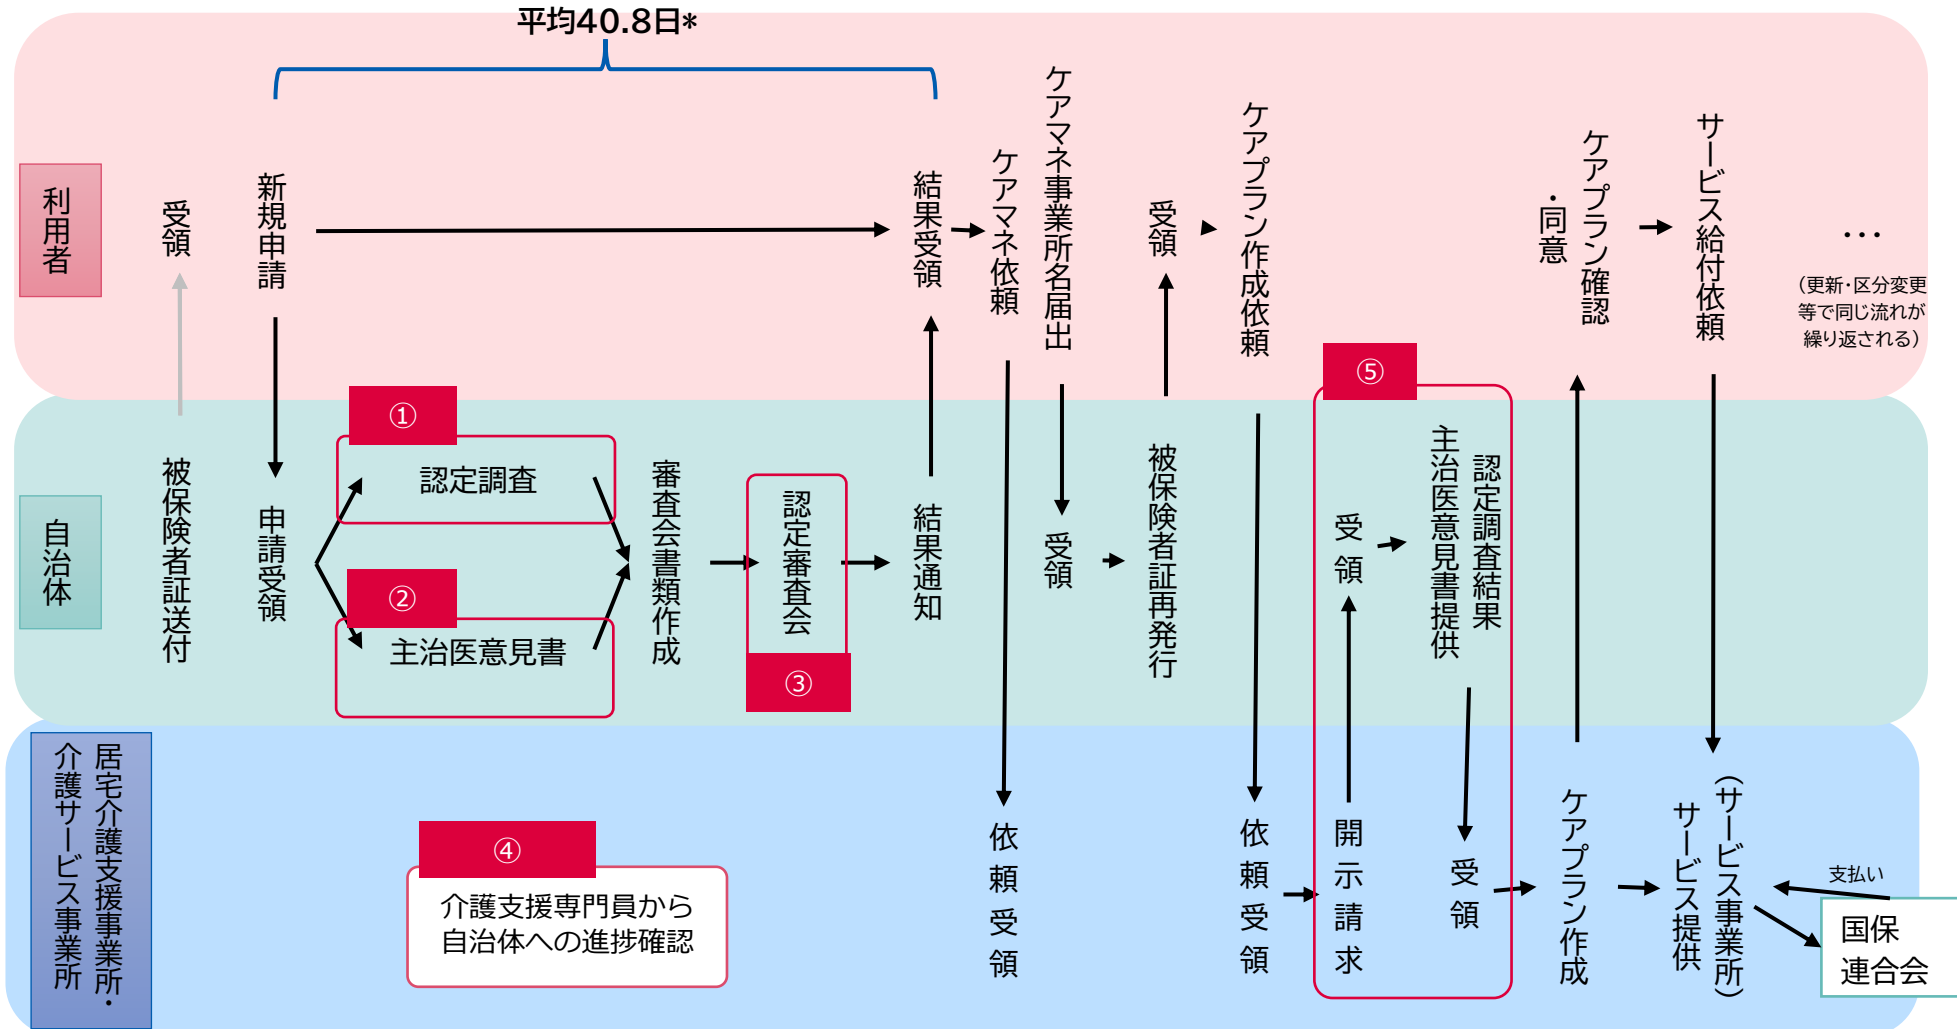 平均40.8日*
利用者
受領
新規申請
結果受領
ケアマネ依頼
ケアマネ事業所名届出
受領
ケアプラン作成依頼
ケアプラン確認
・同意
サービス給付依頼
…
（更新・区分変更
等で同じ流れが
繰り返される）
自治体
被保険者証送付
申請受領
①
認定調査
②
主治医意見書
審査会書類作成
認定審査会
③
結果通知
受領
被保険者証再発行
⑤
受領
認定調査結果
主治医意見書提供
居宅介護支援事業所・
介護サービス事業所
④
介護支援専門員から
自治体への進捗確認
依頼受領
依頼受領
開示請求
受領
ケアプラン作成
（サービス事業所）
サービス提供
支払い
国保
連合会